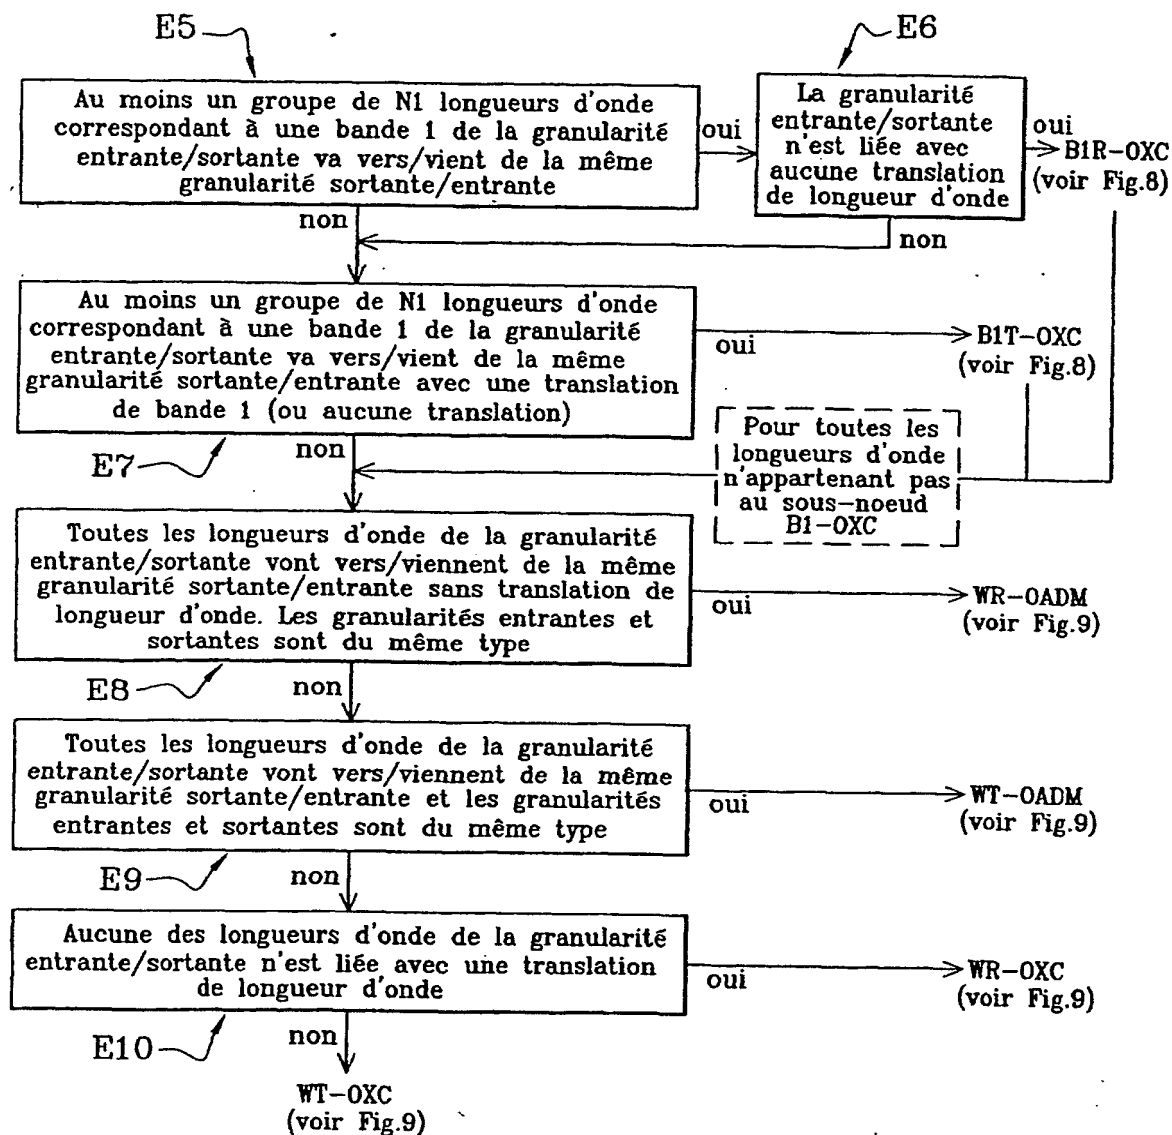 E5
E6
Au moins un groupe de N1 longueurs d'onde
correspondant à une bande 1 de la granularité
entrante/sortante va vers/vient de la même
granularité sortante/entrante
oui
La granularité
entrante/sortante
n'est liée avec
aucune translation
de longueur d'onde
oui
B1R-OXC
(voir Fig.8)
non
non
Au moins un groupe de N1 longueurs d'onde
correspondant à une bande 1 de la granularité
entrante/sortante va vers/vient de la même
granularité sortante/entrante avec une translation
de bande 1 (ou aucune translation)
oui
B1T-OXC
(voir Fig.8)
E7
non
Pour toutes les
longueurs d'onde
n'appartenant pas
au sous-noeud
B1-OXC
Toutes les longueurs d'onde de la granularité
entrante/sortante vont vers/viennent de la même
granularité sortante/entrante sans translation de
longueur d'onde. Les granularités entrantes et
sortantes sont du même type
oui
WR-OADM
(voir Fig.9)
E8
non
Toutes les longueurs d'onde de la granularité
entrante/sortante vont vers/viennent de la même
granularité sortante/entrante et les granularités
entrantes et sortantes sont du même type
oui
WT-OADM
(voir Fig.9)
E9
non
Aucune des longueurs d'onde de la granularité
entrante/sortante n'est liée avec une translation
de longueur d'onde
oui
WR-OXC
(voir Fig.9)
E10
non
WT-OXC
(voir Fig.9)